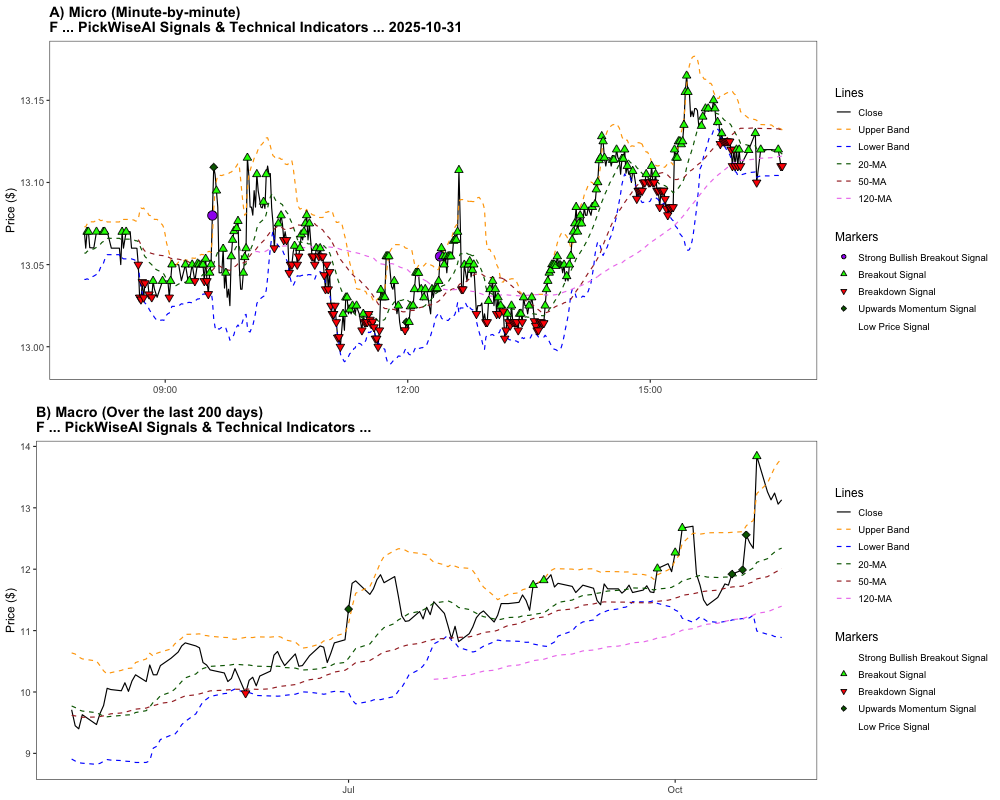 A) Micro (Minute-by-minute)
F ... PickWiseAI Signals & Technical Indicators ... 2025-10-31
Price ($)
13.15
13.10
13.05
13.00
09:00
12:00
15:00
Lines
Close
Upper Band
Lower Band
20-MA
50-MA
120-MA
Markers
Strong Bullish Breakout Signal
Breakout Signal
Breakdown Signal
Upwards Momentum Signal
Low Price Signal
B) Macro (Over the last 200 days)
F ... PickWiseAI Signals & Technical Indicators ...
Price ($)
14
13
12
11
10
9
Jul
Oct
Lines
Close
Upper Band
Lower Band
20-MA
50-MA
120-MA
Markers
Strong Bullish Breakout Signal
Breakout Signal
Breakdown Signal
Upwards Momentum Signal
Low Price Signal